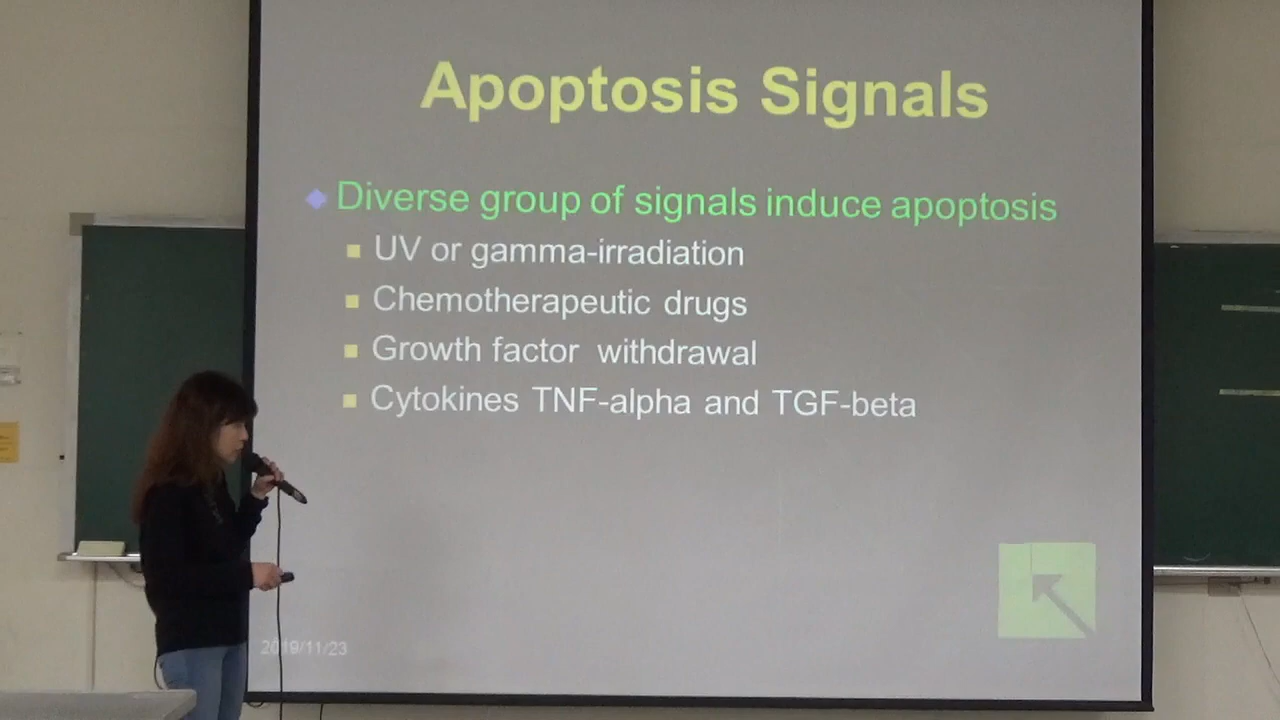 Apoptosis Signals
Diverse group of signals induce apoptosis
UV or gamma-irradiation
Chemotherapeutic drugs
Growth factor withdrawal
Cytokines TNF-alpha and TGF-beta
2019/11/23